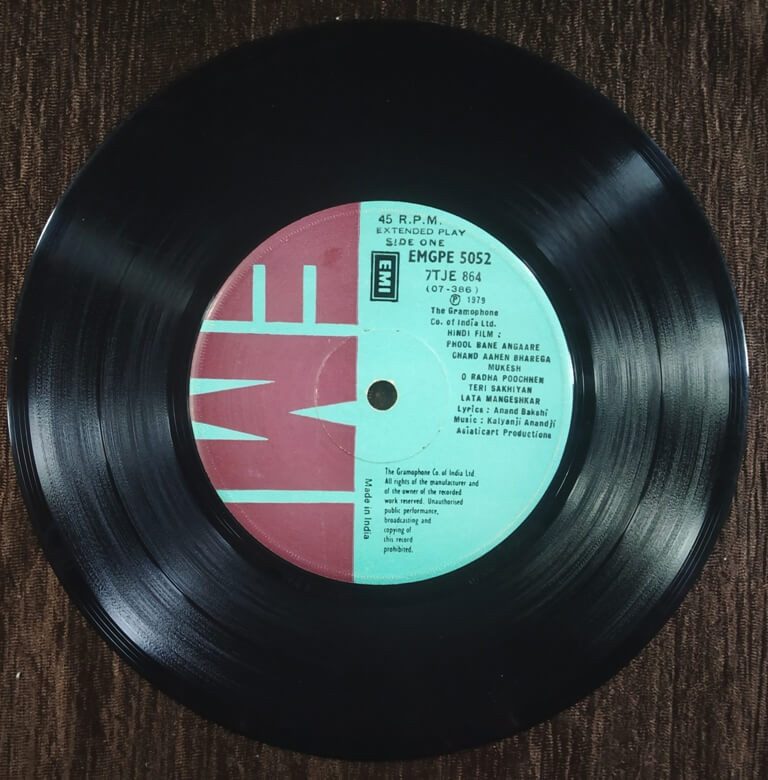 45 R.P.M.
EXTENDED PLAY
SIDE ONE
EMI
EMGPE 5052
7TJE 864
(07-386)
Ⓟ 1979
The Gramophone
Co. of India Ltd.
HINDI FILM :
PHOOL BANE ANGAARE
CHAND AAHEN BHAREGA
MUKESH
O RADHA POOCHHEN
TERI SAKHIYAN
LATA MANGESHKAR
Lyrics : Anand Bakshi
Music : Kalyanji Anandji
Asiaticart Productions
EMI
The Gramophone Co. of India Ltd.
All rights of the manufacturer and
of the owner of the recorded
work reserved. Unauthorised
public performance,
broadcasting and
copying of
this record
prohibited.
Made in India